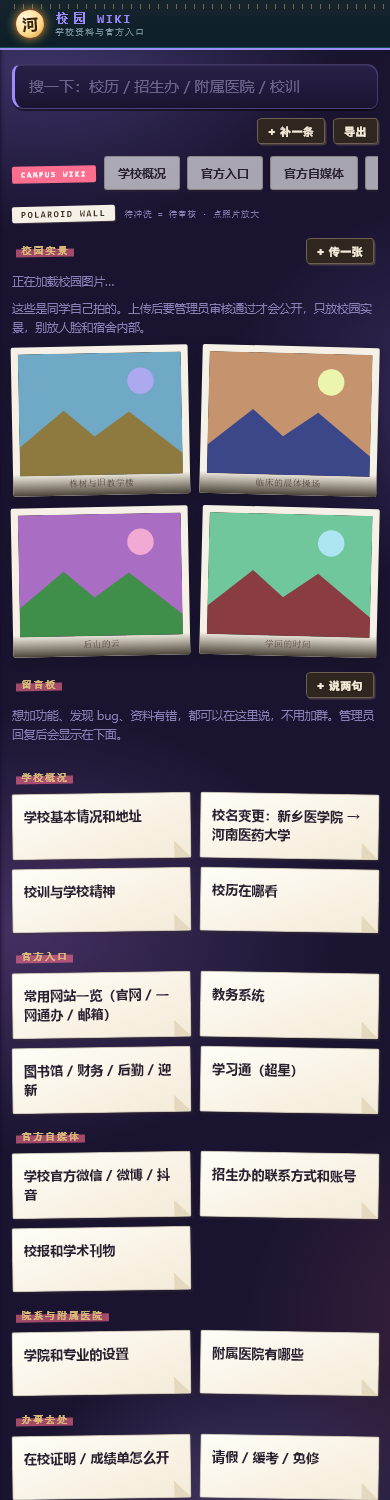 河
校园 WIKI
学校资料与官方入口
搜一下：校历 / 招生办 / 附属医院 / 校训
+ 补一条
导出
CAMPUS WIKI
学校概况
官方入口
官方自媒体
POLAROID WALL
待冲洗 = 待审核 · 点照片放大
校园实景
+ 传一张
正在加载校园图片…
这些是同学自己拍的。上传后要管理员审核通过才会公开，只放校园实
景，别放人脸和宿舍内部。
株树与旧教学楼
临床的晨体操场
后山的云
学间的时间
留言板
+ 说两句
想加功能、发现 bug、资料有错，都可以在这里说，不用加群。管理员
回复后会显示在下面。
学校概况
学校基本情况和地址
校名变更：新乡医学院 →
河南医药大学
校训与学校精神
校历在哪看
官方入口
常用网站一览（官网 / 一
网通办 / 邮箱）
教务系统
图书馆 / 财务 / 后勤 / 迎
新
学习通（超星）
官方自媒体
学校官方微信 / 微博 / 抖
音
招生办的联系方式和账号
校报和学术刊物
院系与附属医院
学院和专业的设置
附属医院有哪些
办事去处
在校证明 / 成绩单怎么开
请假 / 缓考 / 免修